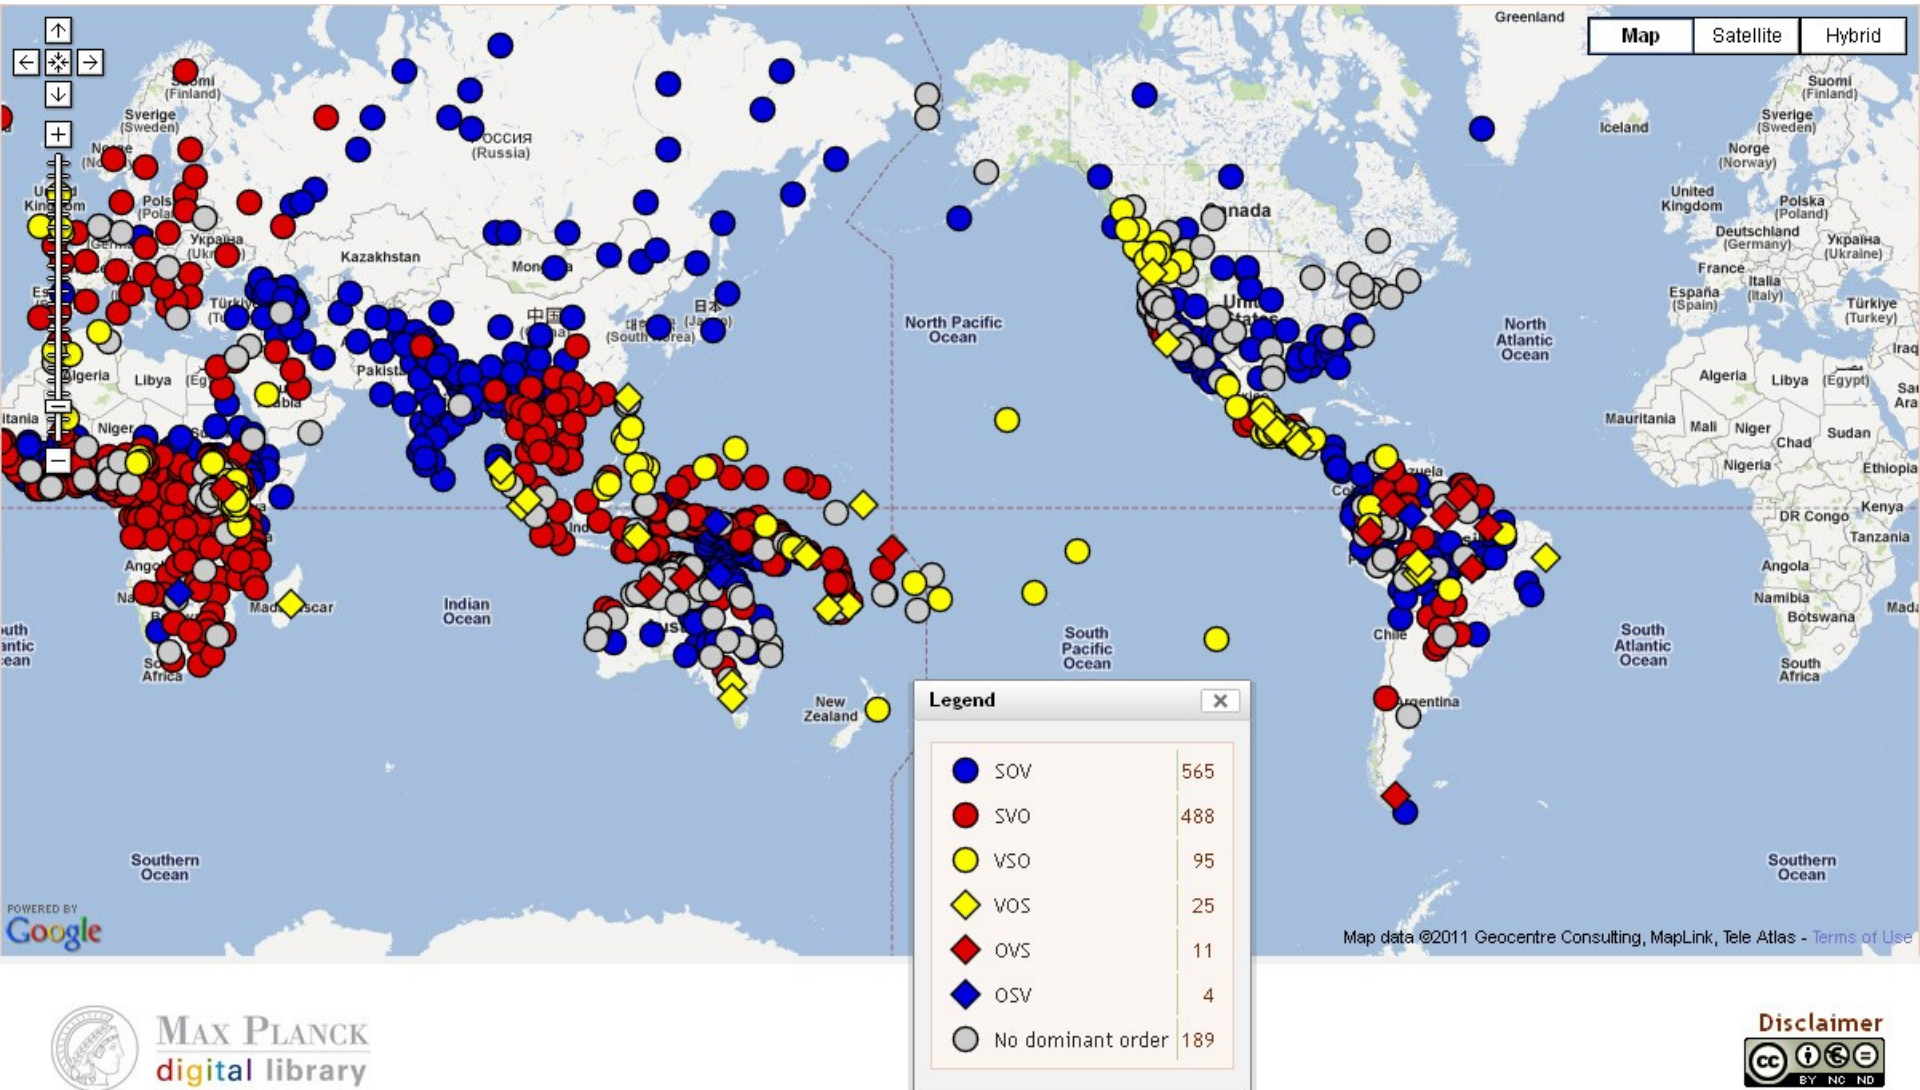 Greenland
Map
Satellite
Hybrid
Suomi
(Finland)
Sverige
(Sweden)
РОССИЯ
(Russia)
Iceland
Sverige
(Sweden)
Norge
(Norway)
United
Kingdom
Polska
(Poland)
Deutschland
(Germany)
Україна
(Ukraine)
France
Italia
(Italy)
España
(Spain)
Türkiye
(Turkey)
Kazakhstan
中国
日本
North Pacific
Ocean
North
Atlantic
Ocean
Algeria
Libya
(Egypt)
Iraq
Mauritania
Mali
Niger
Chad
Sudan
Nigeria
Ethiopia
Kenya
DR Congo
Tanzania
Angola
Namibia
Botswana
South
Africa
Libya
Niger
Indian
Ocean
South
Pacific
Ocean
South
Atlantic
Ocean
Chile
Argentina
Africa
New
Zealand
Southern
Ocean
Southern
Ocean
Legend
SOV 565
SVO 488
VSO 95
VOS 25
OVS 11
OSV 4
No dominant order 189
POWERED BY
Google
Map data ©2011 Geocentre Consulting, MapLink, Tele Atlas - Terms of Use
MAX PLANCK
digital library
Disclaimer
cc
BY NC ND